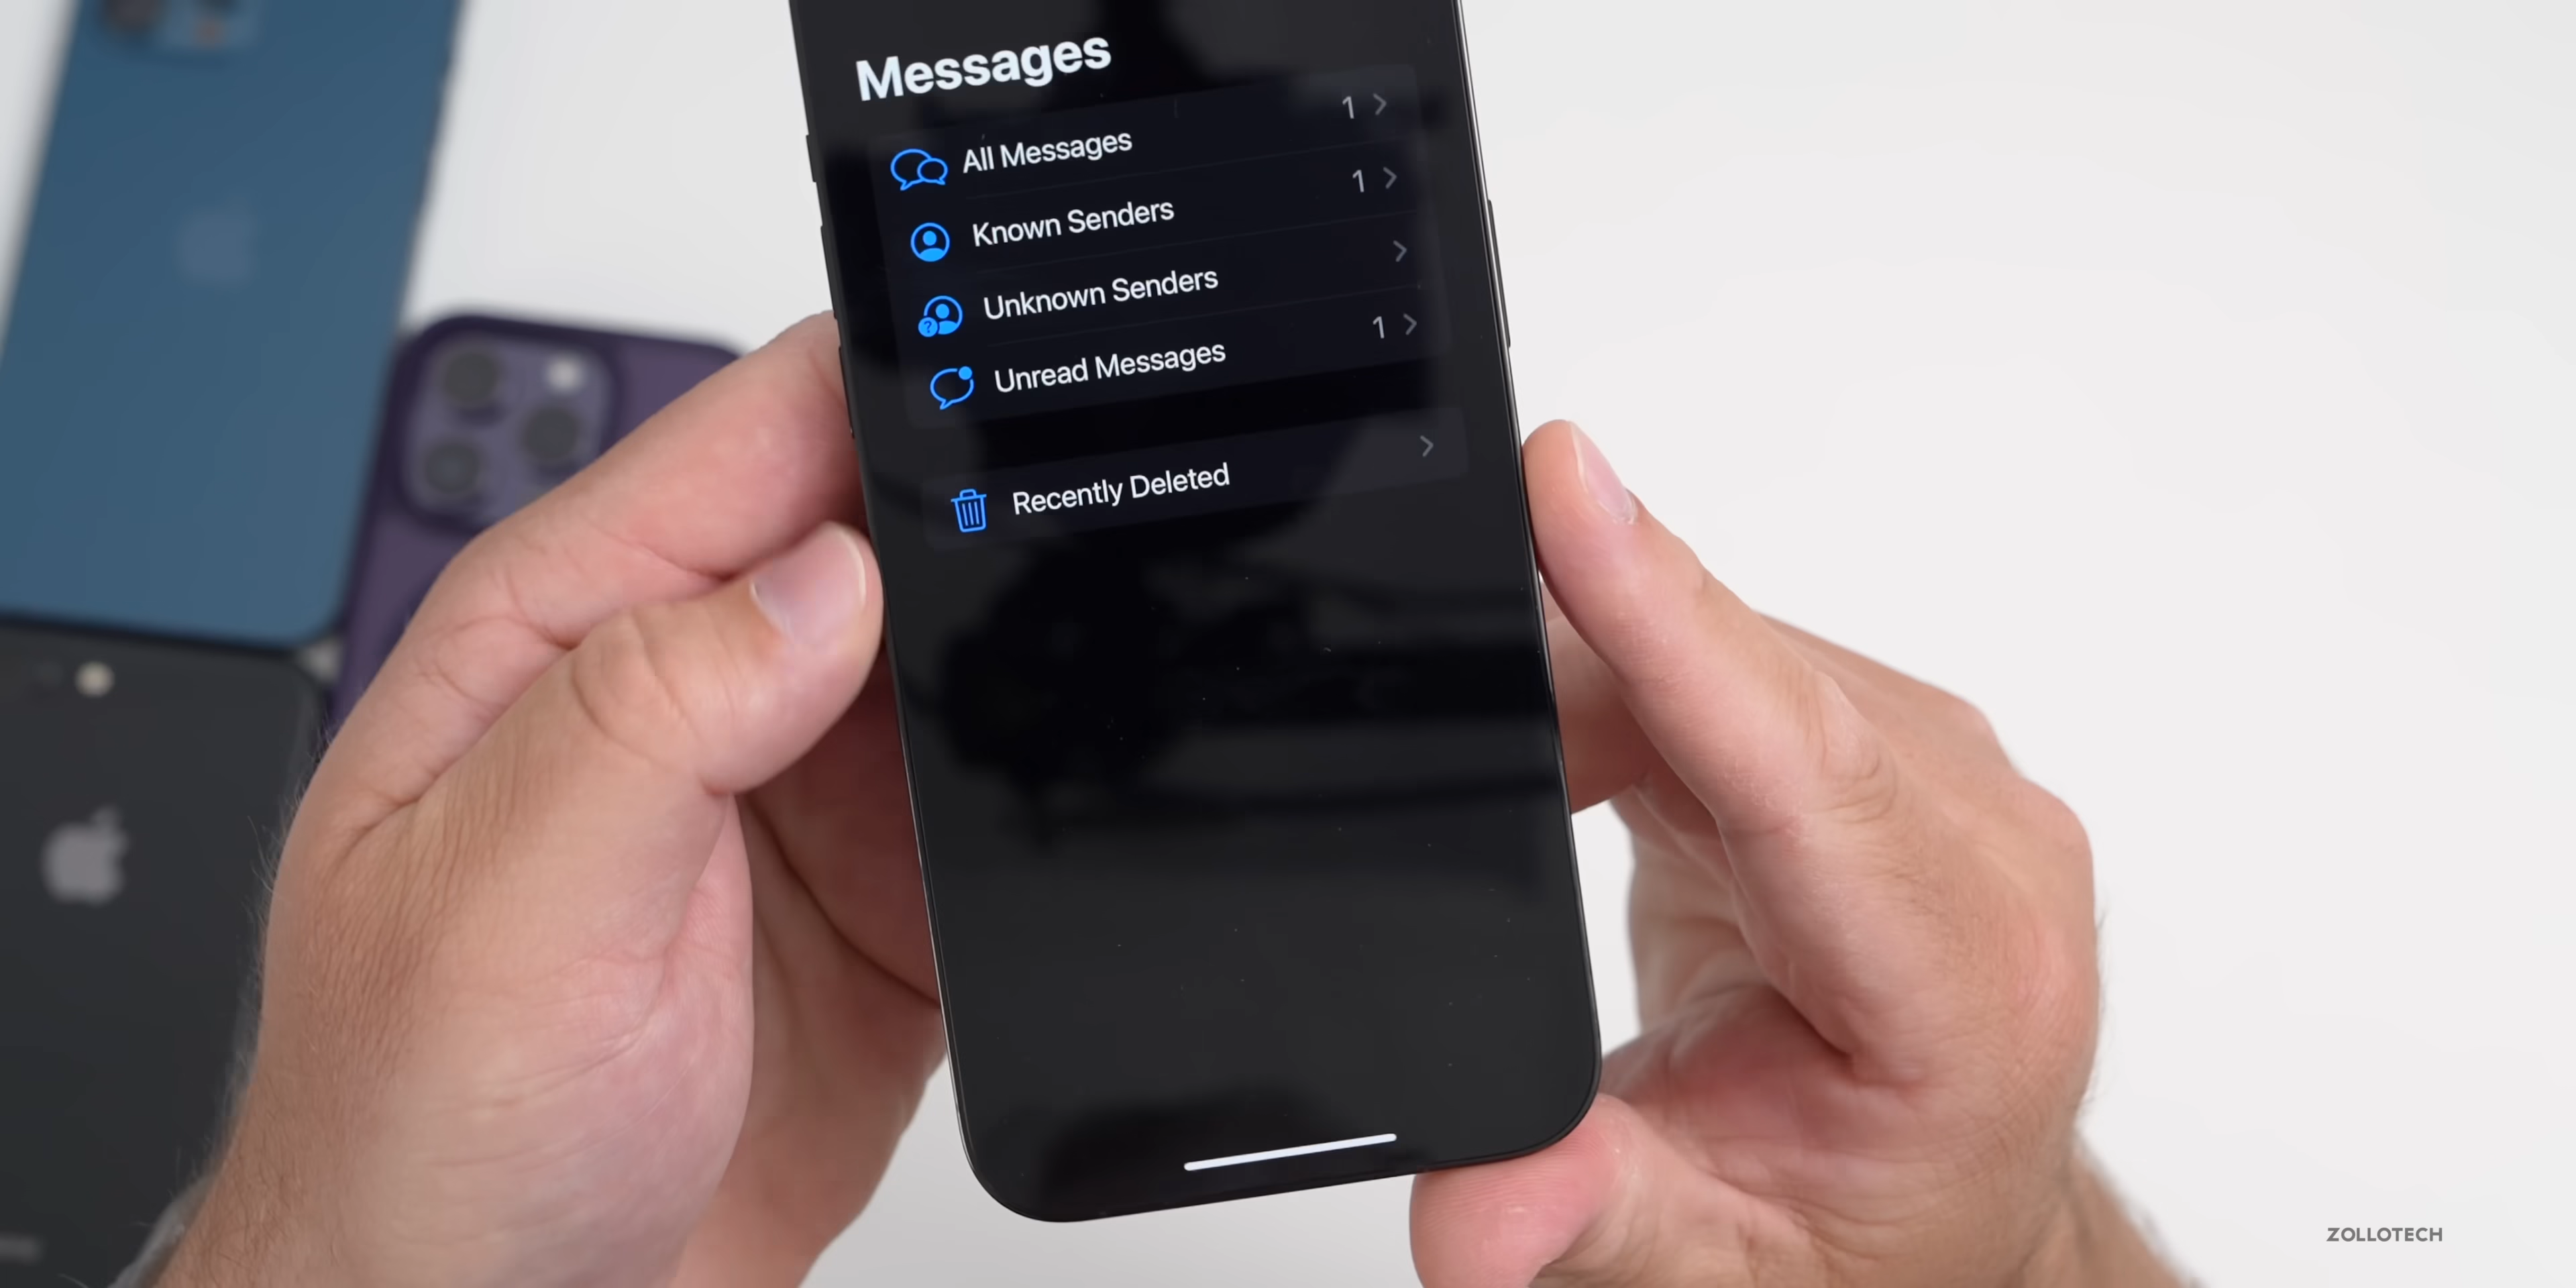 Messages
All Messages 1
Known Senders 1
Unknown Senders
Unread Messages 1
Recently Deleted
ZOLLOTECH